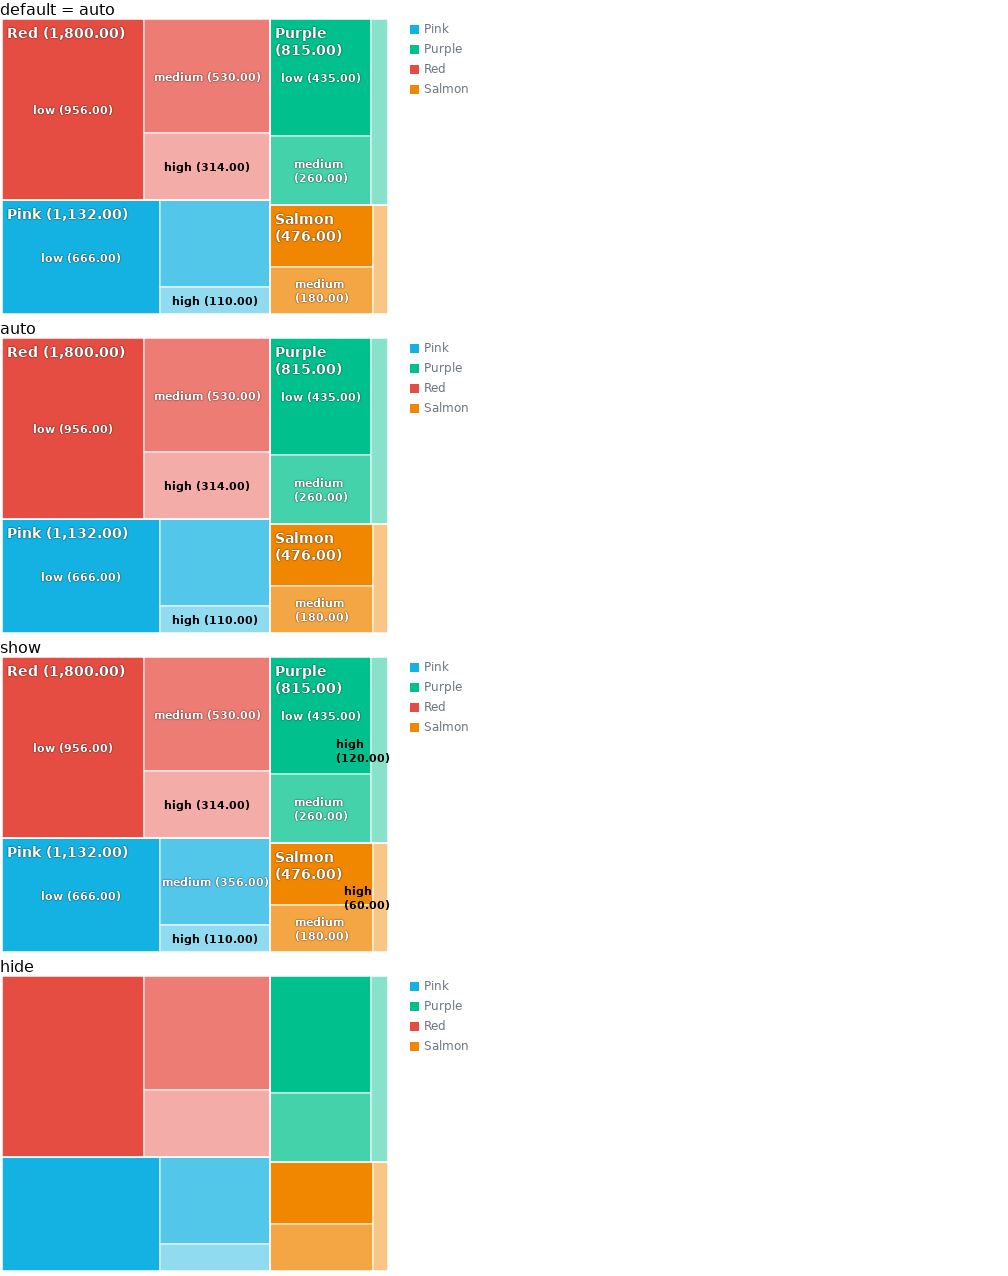 default = auto
Red (1,800.00)
low (956.00)
medium (530.00)
high (314.00)
Purple
(815.00)
low (435.00)
medium
(260.00)
Pink (1,132.00)
low (666.00)
high (110.00)
Salmon
(476.00)
medium
(180.00)
Pink
Purple
Red
Salmon
auto
Red (1,800.00)
low (956.00)
medium (530.00)
high (314.00)
Purple
(815.00)
low (435.00)
medium
(260.00)
Pink (1,132.00)
low (666.00)
high (110.00)
Salmon
(476.00)
medium
(180.00)
Pink
Purple
Red
Salmon
show
Red (1,800.00)
low (956.00)
medium (530.00)
high (314.00)
Purple
(815.00)
low (435.00)
high
(120.00)
medium
(260.00)
Pink (1,132.00)
low (666.00)
medium (356.00)
high (110.00)
Salmon
(476.00)
high
(60.00)
medium
(180.00)
Pink
Purple
Red
Salmon
hide
Pink
Purple
Red
Salmon